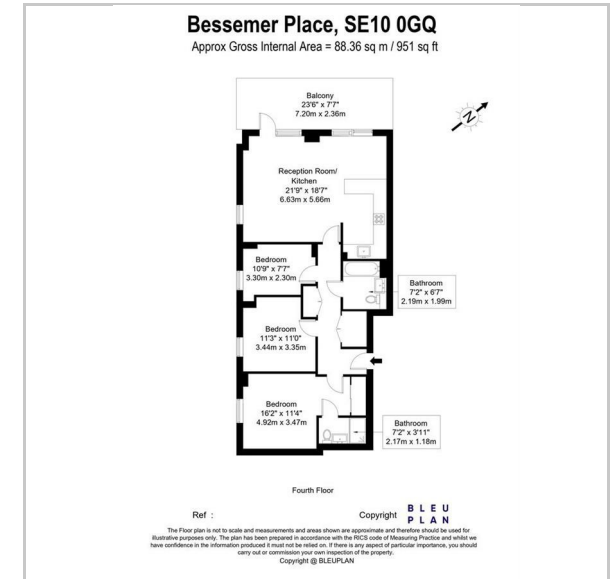 Bessemer Place, SE10 0GQ
Approx Gross Internal Area = 88.36 sq m / 951 sq ft
Balcony
23'6" x 7'7"
7.20m x 2.36m
N
Reception Room/
Kitchen
21'9" x 18'7"
6.63m x 5.66m
Bedroom
10'9" x 7'7"
3.30m x 2.30m
Bathroom
7'2" x 6'7"
2.19m x 1.99m
Bedroom
11'3" x 11'0"
3.44m x 3.35m
Bedroom
16'2" x 11'4"
4.92m x 3.47m
Bathroom
7'2" x 3'11"
2.17m x 1.18m
Fourth Floor
Ref :
Copyright
BLEU
PLAN
The Floor plan is not to scale and measurements and areas shown are approximate and therefore should be used for
illustrative purposes only. The plan has been prepared in accordance with the RICS code of Measuring Practice and whilst we
have confidence in the information produced it must not be relied on. If there is any aspect of particular importance, you should
carry out or commission your own inspection of the property.
Copyright @ BLEUPLAN